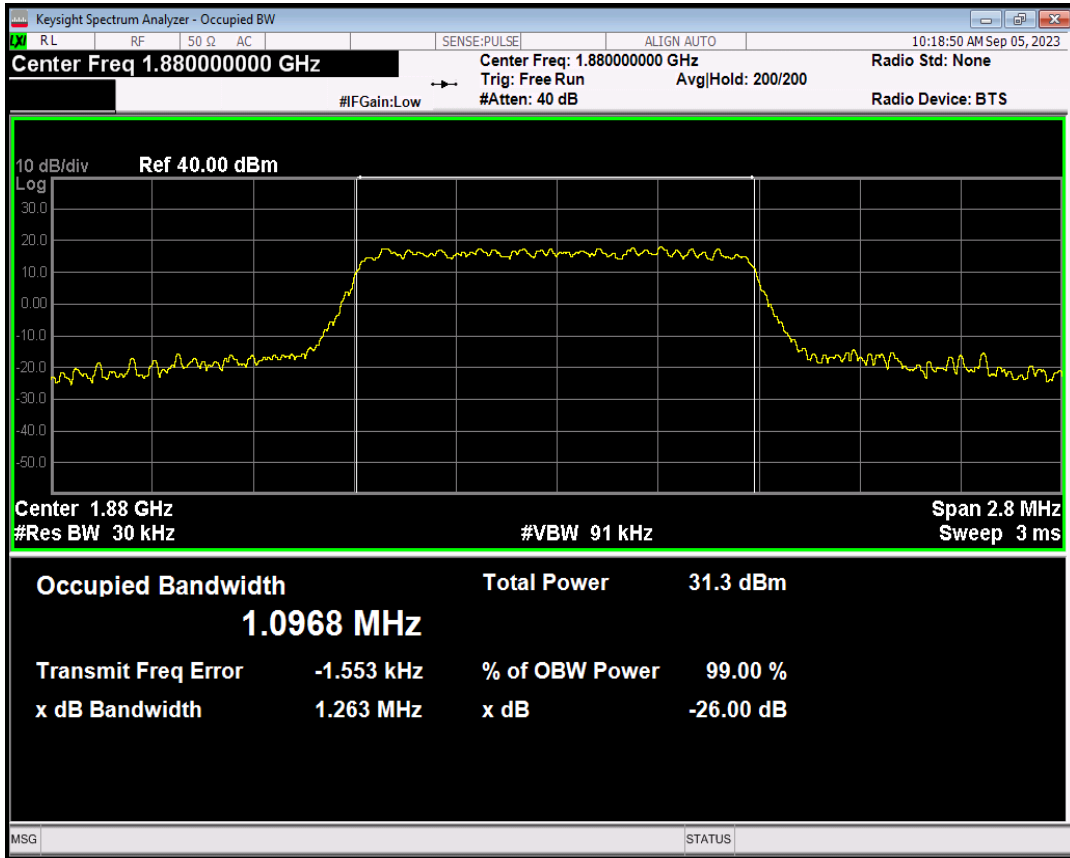 Keysight Spectrum Analyzer - Occupied BW
LXI RL RF 50 Ω AC SENSE:PULSE ALIGN AUTO 10:18:50 AM Sep 05, 2023
Center Freq 1.880000000 GHz Center Freq: 1.880000000 GHz Radio Std: None
Trig: Free Run Avg|Hold: 200/200
#IFGain:Low #Atten: 40 dB Radio Device: BTS
10 dB/div Ref 40.00 dBm
Log
30.0
20.0
10.0
0.00
-10.0
-20.0
-30.0
-40.0
-50.0
Center 1.88 GHz Span 2.8 MHz
#Res BW 30 kHz #VBW 91 kHz Sweep 3 ms
Occupied Bandwidth Total Power 31.3 dBm
1.0968 MHz
Transmit Freq Error -1.553 kHz % of OBW Power 99.00 %
x dB Bandwidth 1.263 MHz x dB -26.00 dB
MSG STATUS